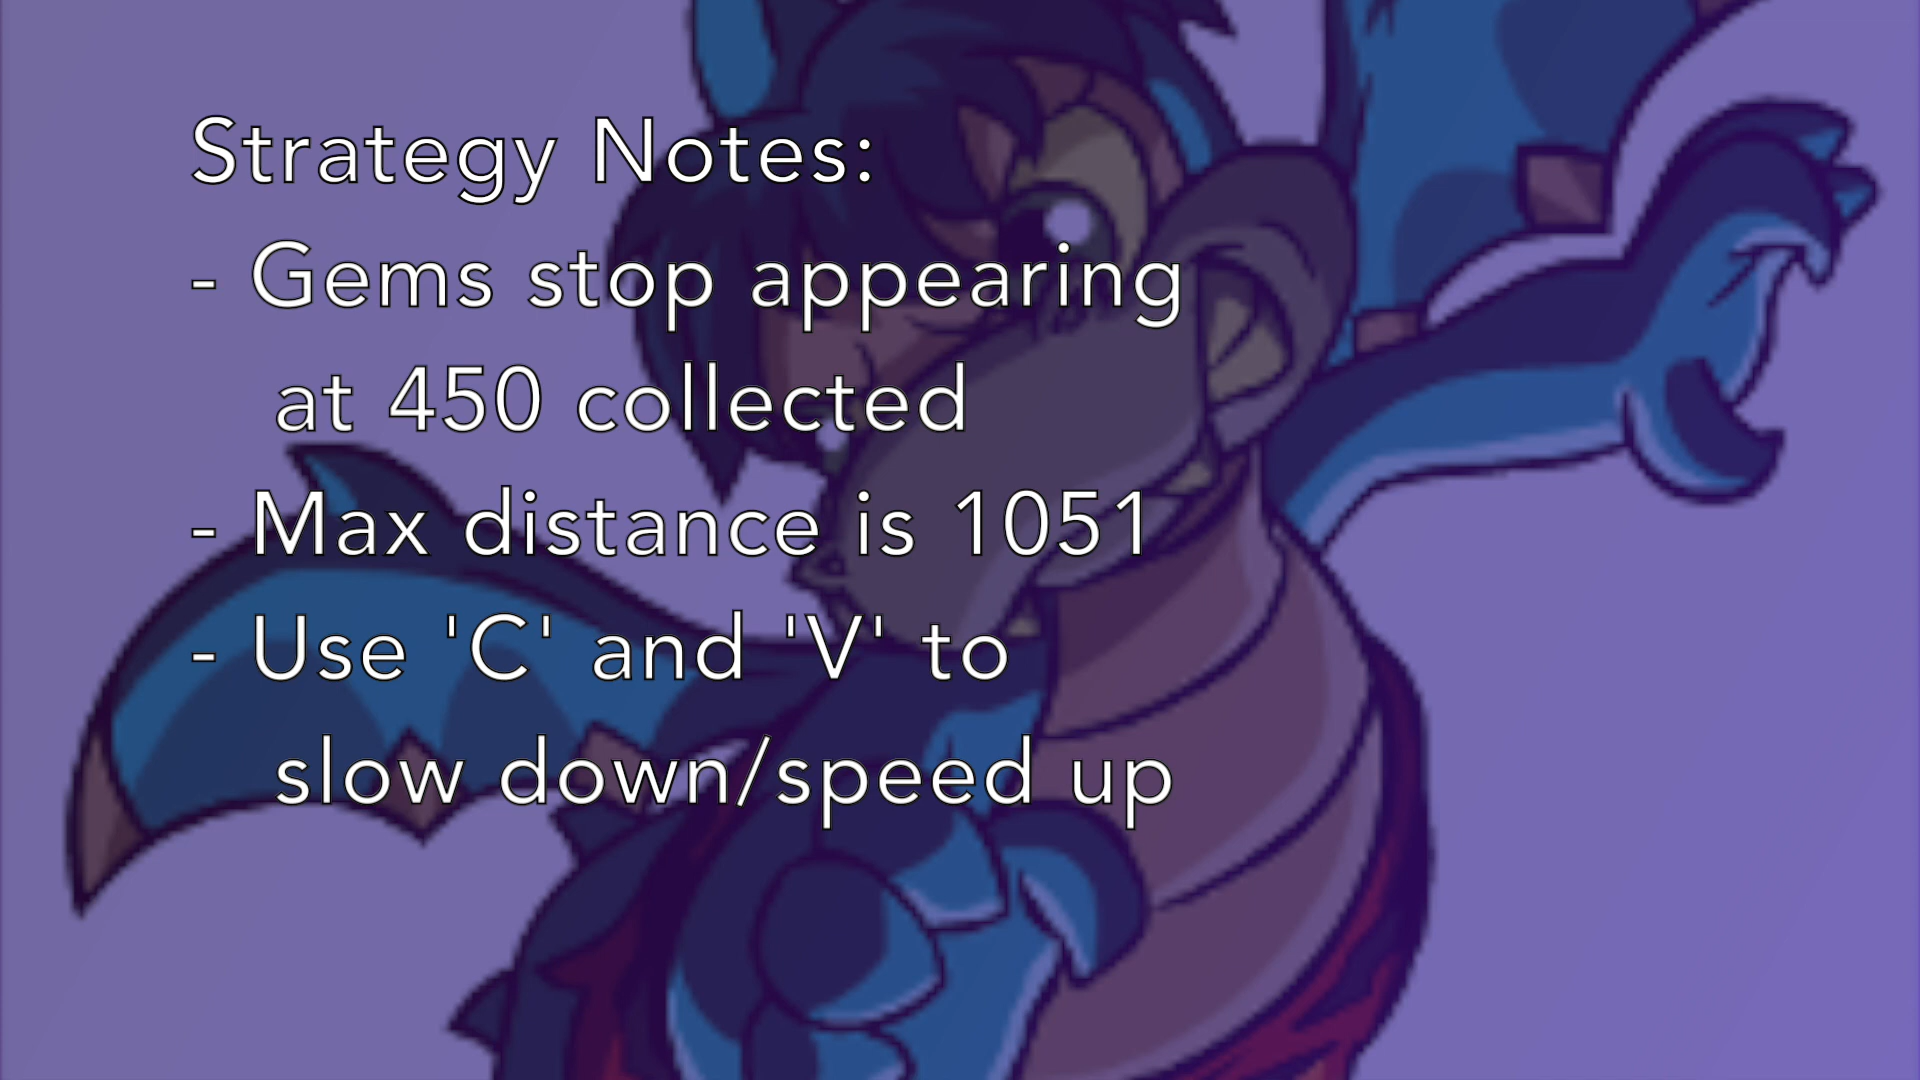 Strategy Notes:
- Gems stop appearing
at 450 collected
- Max distance is 1051
- Use 'C' and 'V' to
slow down/speed up